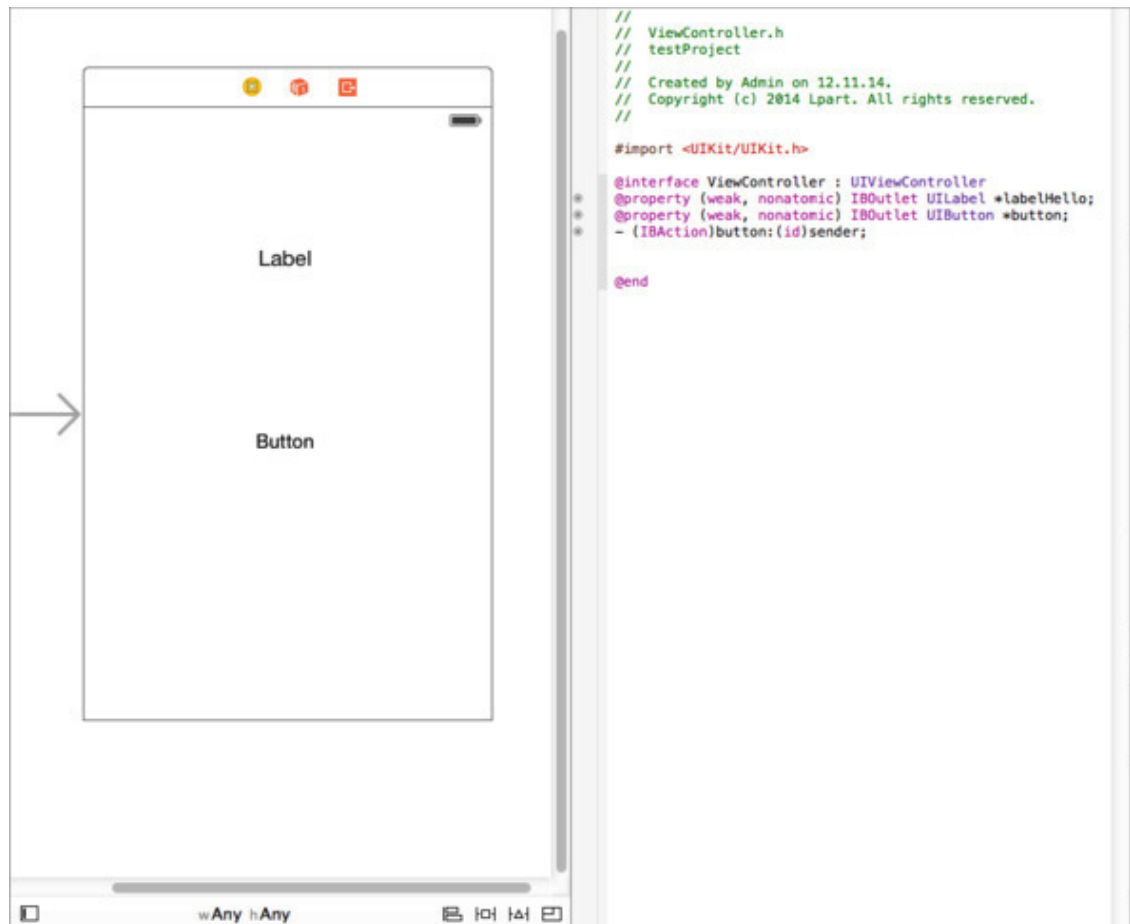 Label
Button
wAny hAny
//
//  ViewController.h
//  testProject
//
//  Created by Admin on 12.11.14.
//  Copyright (c) 2014 Lpart. All rights reserved.
//
#import <UIKit/UIKit.h>
@interface ViewController : UIViewController
@property (weak, nonatomic) IBOutlet UILabel *labelHello;
@property (weak, nonatomic) IBOutlet UIButton *button;
- (IBAction)button:(id)sender;
@end